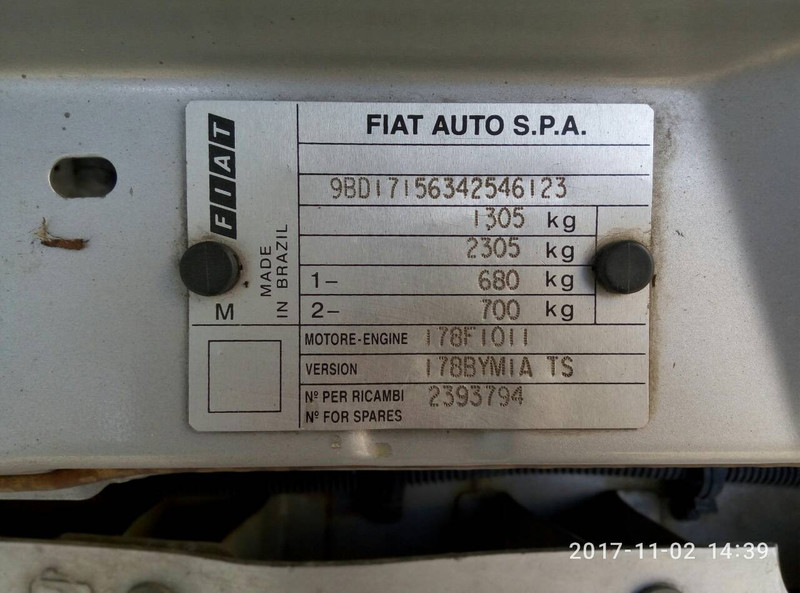 FIAT AUTO S.P.A.
FIAT
MADE
IN BRAZIL
M
9BD17156342546123
1305 kg
2305 kg
1- 680 kg
2- 700 kg
MOTORE-ENGINE 178F1011
VERSION 178BYM1A TS
Nº PER RICAMBI 2393794
Nº FOR SPARES
2017-11-02 14:39